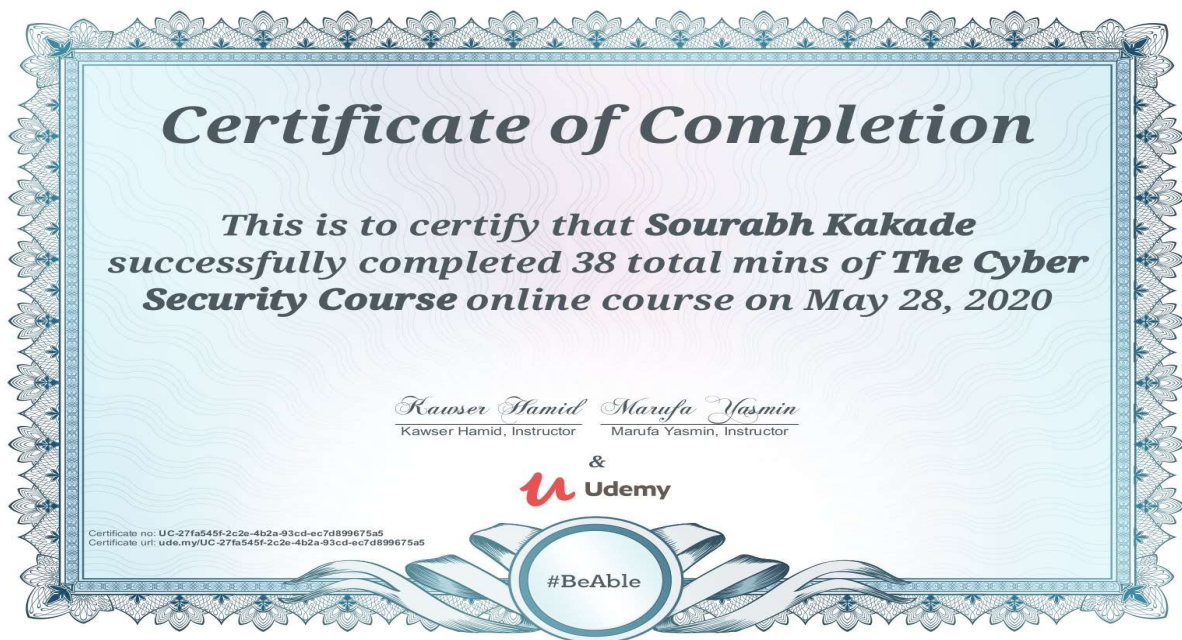 Certificate of Completion
This is to certify that Sourabh Kakade
successfully completed 38 total mins of The Cyber
Security Course online course on May 28, 2020
Kawser Hamid Marufa Yasmin
Kawser Hamid, Instructor Marufa Yasmin, Instructor
&
Udemy
Certificate no: UC-27fa545f-2c2e-4b2a-93cd-ec7d899675a5
Certificate url: ude.my/UC-27fa545f-2c2e-4b2a-93cd-ec7d899675a5
#BeAble